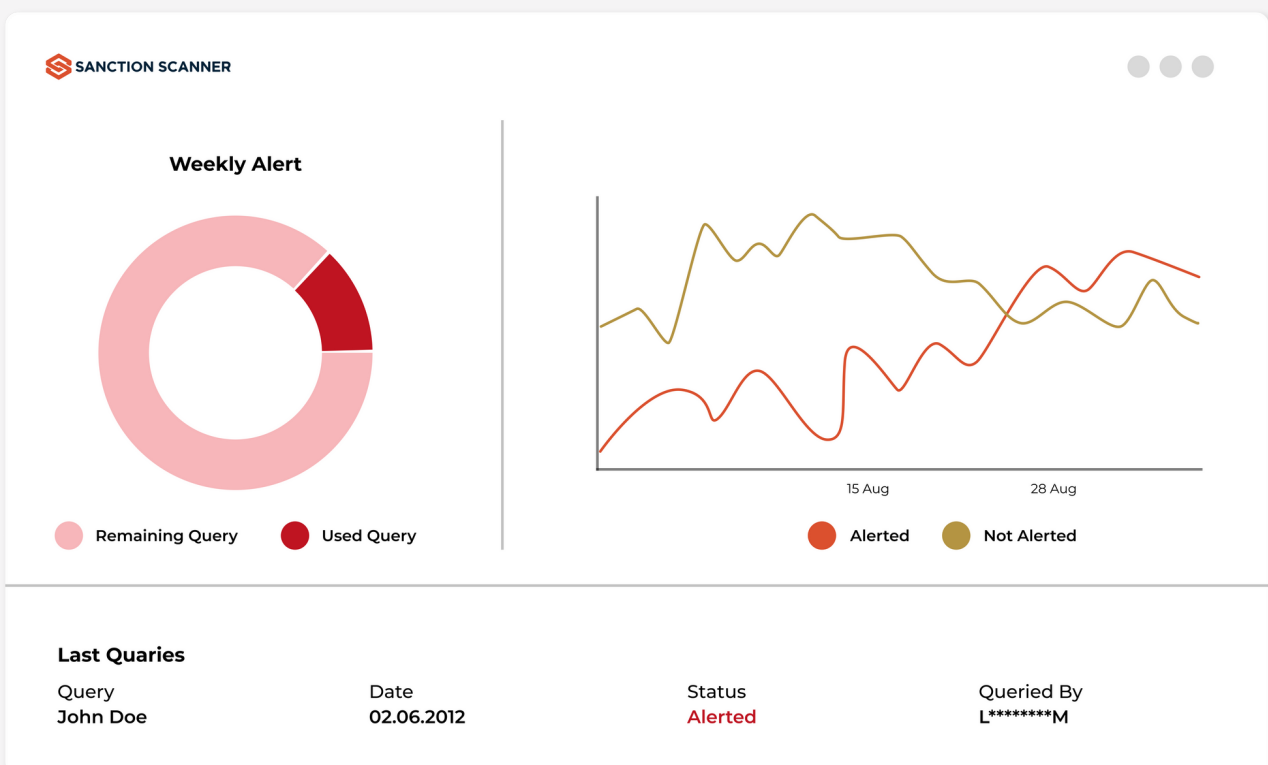 SANCTION SCANNER
Weekly Alert
Remaining Query
Used Query
15 Aug
28 Aug
Alerted
Not Alerted
Last Quaries
Query
John Doe
Date
02.06.2012
Status
Alerted
Queried By
L********M